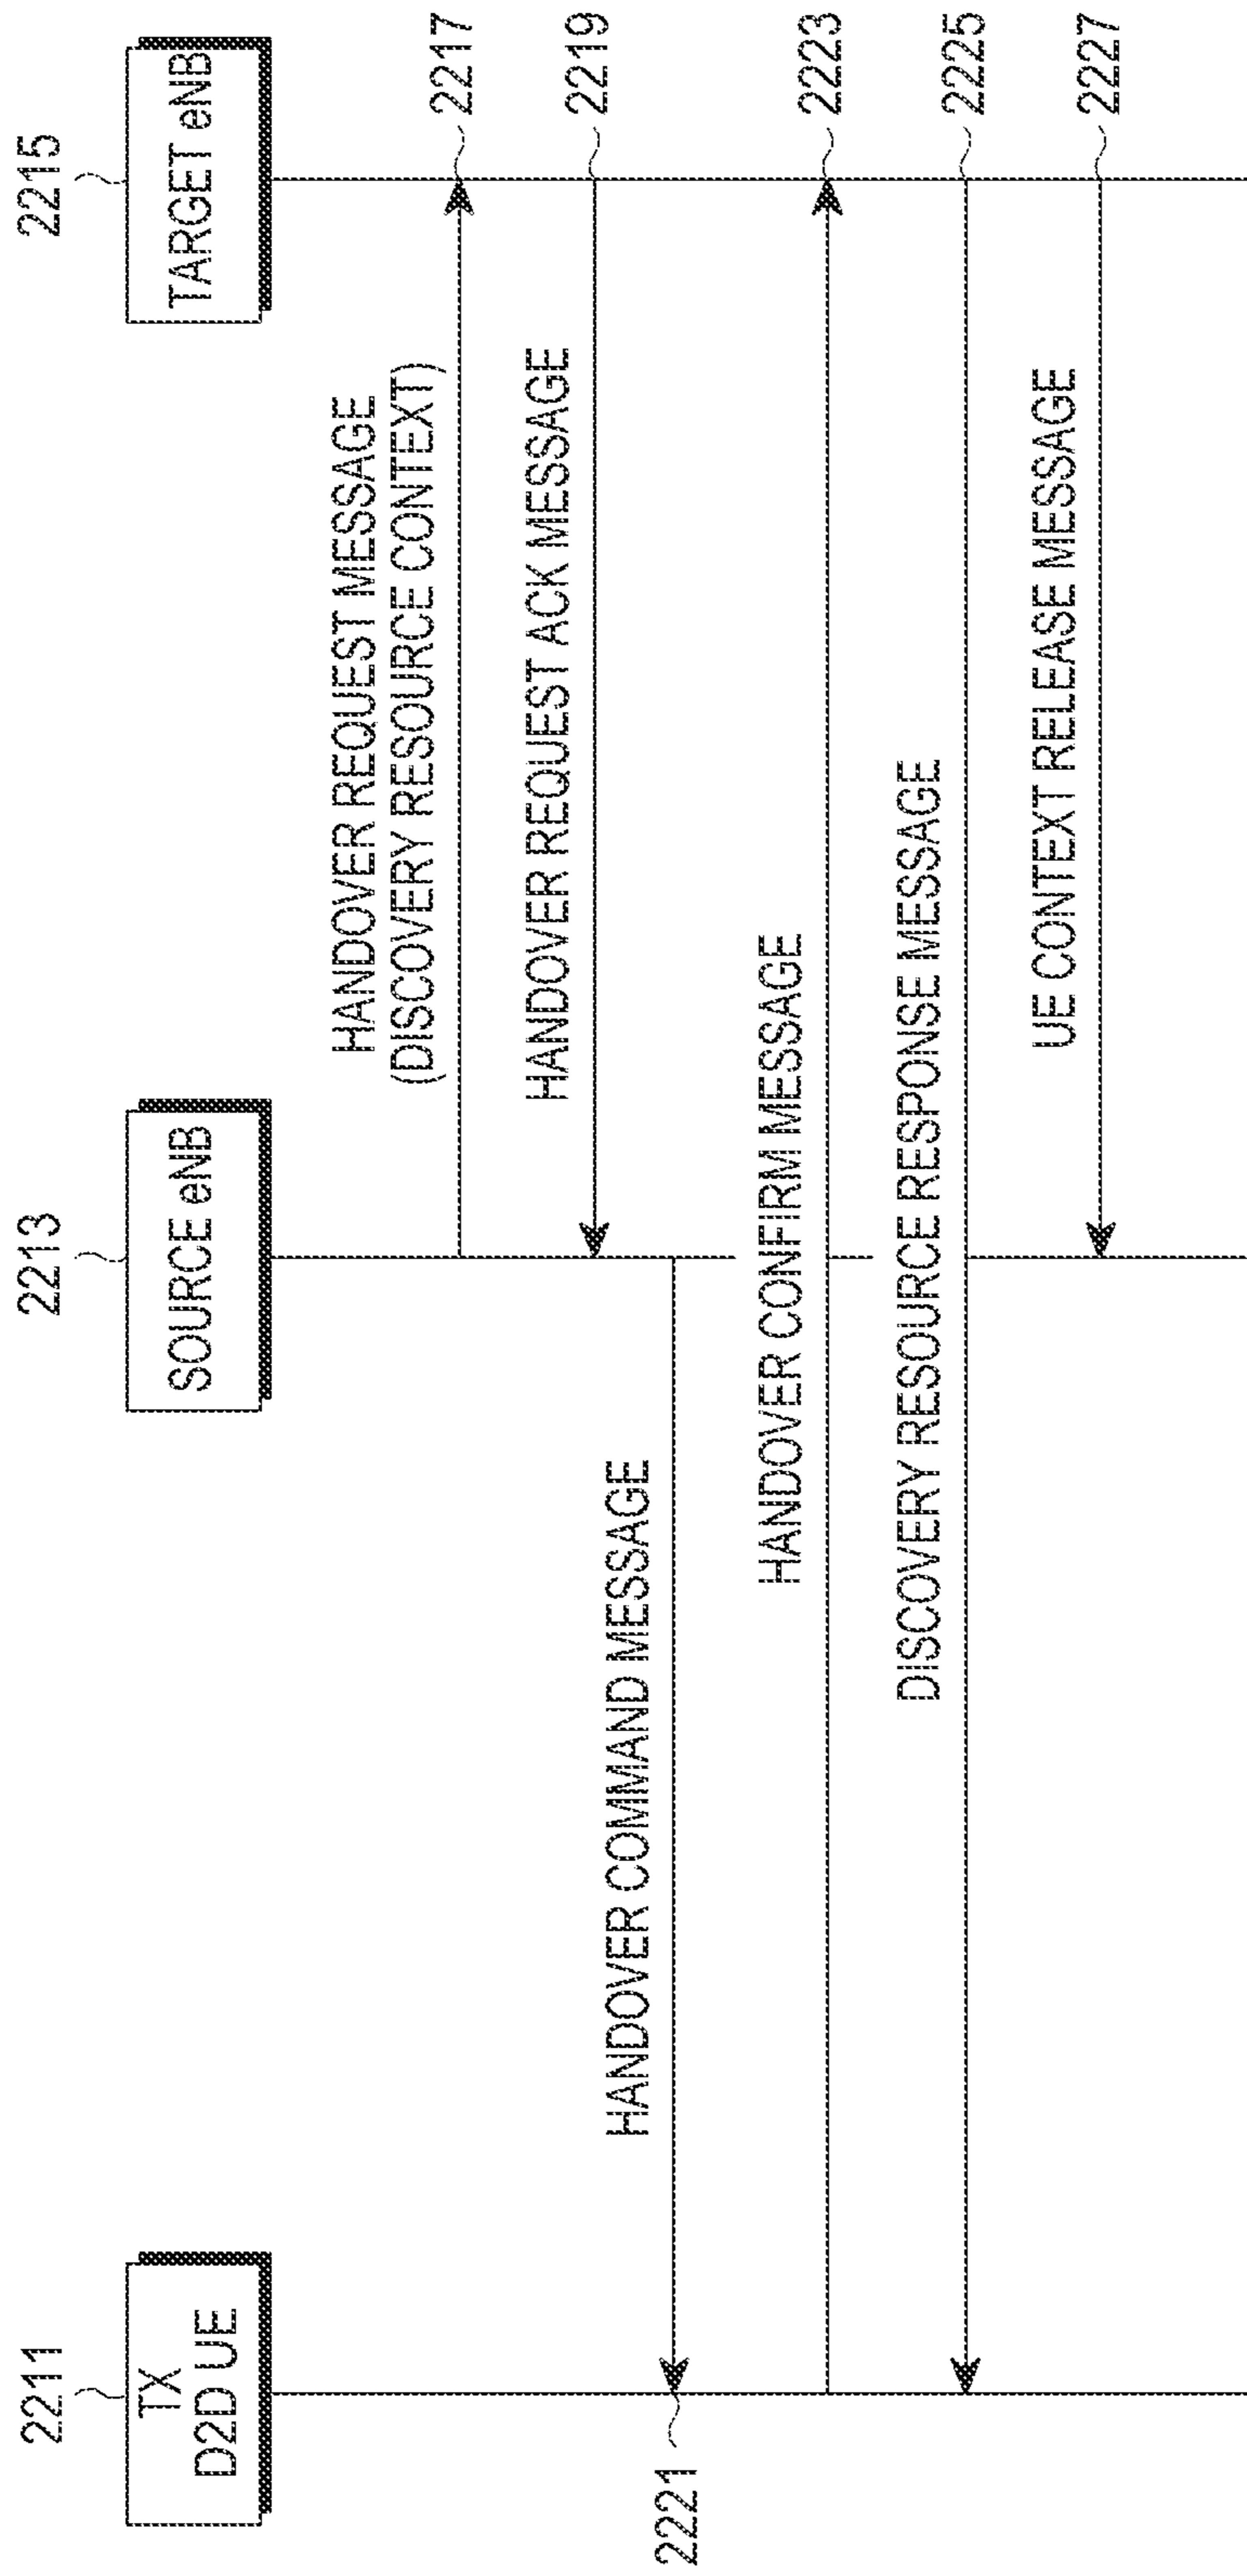 2211
TX
D2D UE
2213
SOURCE eNB
2215
TARGET eNB
HANDOVER REQUEST MESSAGE
(DISCOVERY RESOURCE CONTEXT)
2217
HANDOVER REQUEST ACK MESSAGE
2219
HANDOVER COMMAND MESSAGE
2221
HANDOVER CONFIRM MESSAGE
2223
DISCOVERY RESOURCE RESPONSE MESSAGE
2225
UE CONTEXT RELEASE MESSAGE
2227